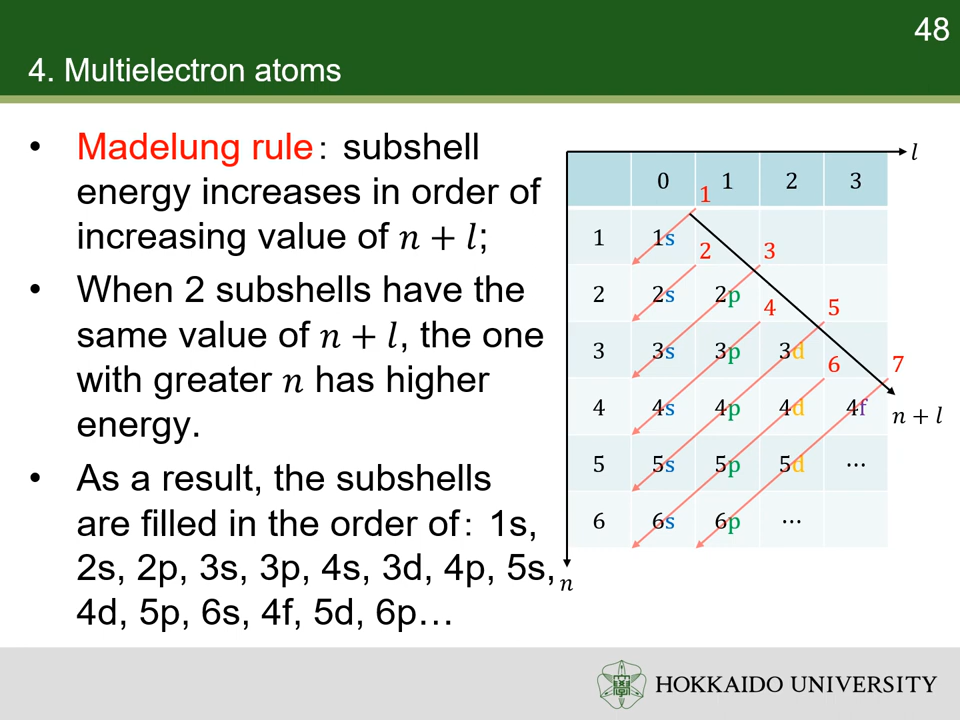 48
4. Multielectron atoms
• Madelung rule： subshell
energy increases in order of
increasing value of 𝑛 + 𝑙;
• When 2 subshells have the
same value of 𝑛 + 𝑙, the one
with greater 𝑛 has higher
energy.
• As a result, the subshells
are filled in the order of： 1s,
2s, 2p, 3s, 3p, 4s, 3d, 4p, 5s,
4d, 5p, 6s, 4f, 5d, 6p…
𝑙
0 1 2 3
1
1 1s
2 3
2 2s 2p
4 5
3 3s 3p 3d
6 7
4 4s 4p 4d 4f
𝑛 + 𝑙
5 5s 5p 5d ⋯
6 6s 6p ⋯
𝑛
HOKKAIDO UNIVERSITY